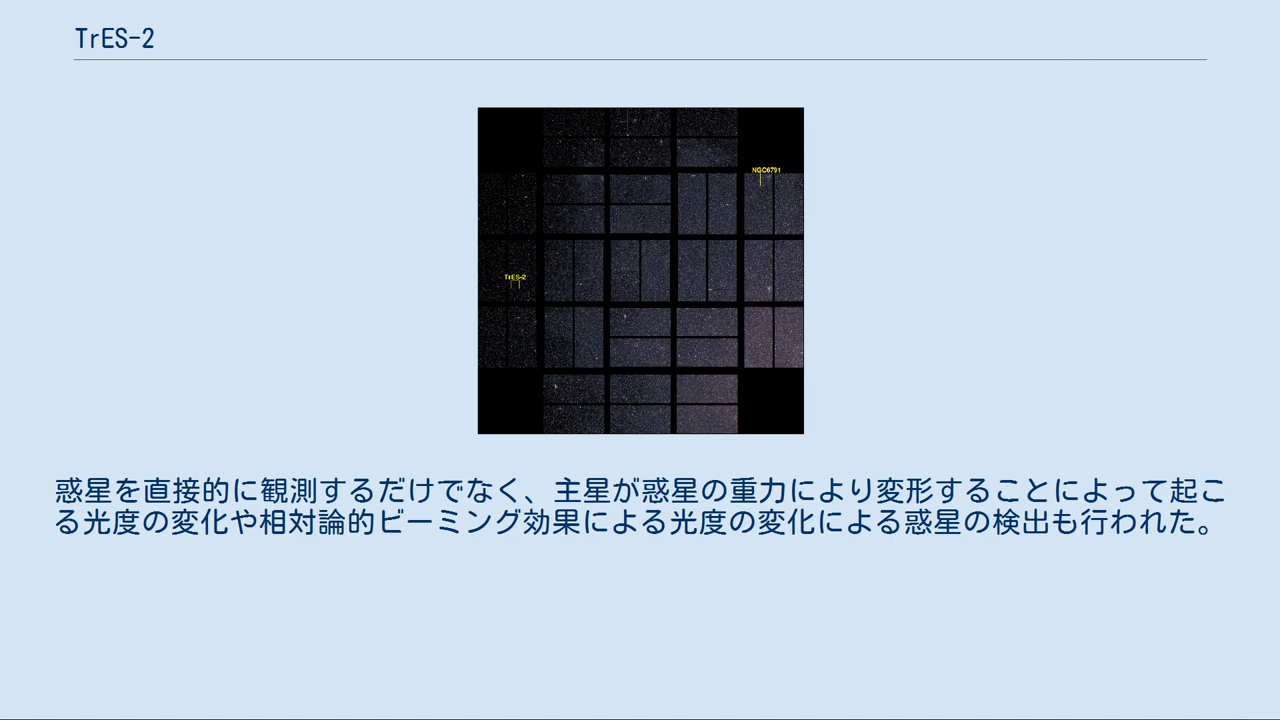 TrES-2
NGC6791
TrES-2
惑星を直接的に観測するだけでなく、主星が惑星の重力により変形することによって起こ
る光度の変化や相対論的ビーミング効果による光度の変化による惑星の検出も行われた。